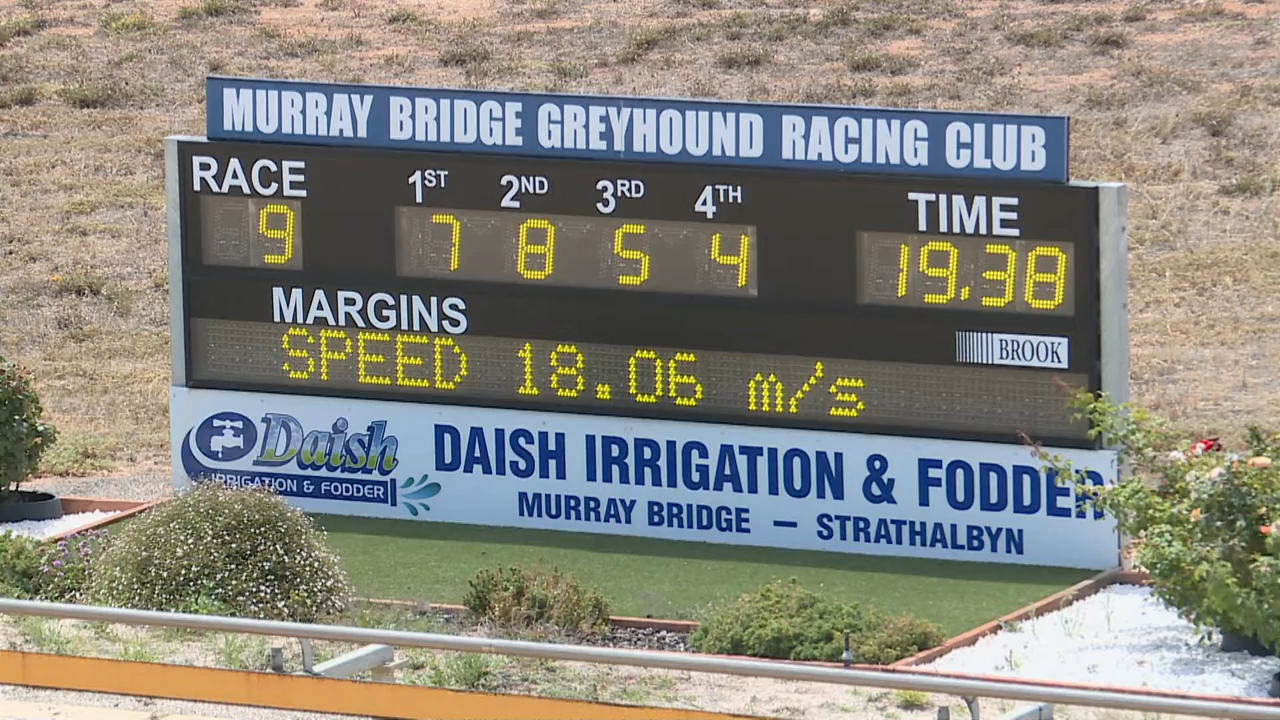 MURRAY BRIDGE GREYHOUND RACING CLUB
RACE 1ST 2ND 3RD 4TH TIME
9 7 8 5 4 19.38
MARGINS
BROOK
SPEED 18.06 m/s
Daish
IRRIGATION & FODDER
DAISH IRRIGATION & FODDER
MURRAY BRIDGE — STRATHALBYN